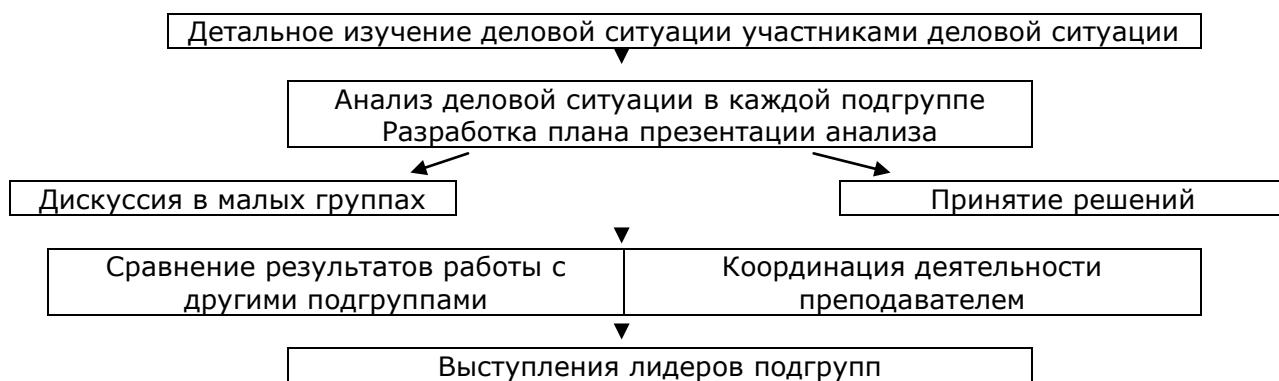 Детальное изучение деловой ситуации участниками деловой ситуации
Анализ деловой ситуации в каждой подгруппе
Разработка плана презентации анализа
Дискуссия в малых группах
Принятие решений
Сравнение результатов работы с
другими подгруппами
Координация деятельности
преподавателем
Выступления лидеров подгрупп